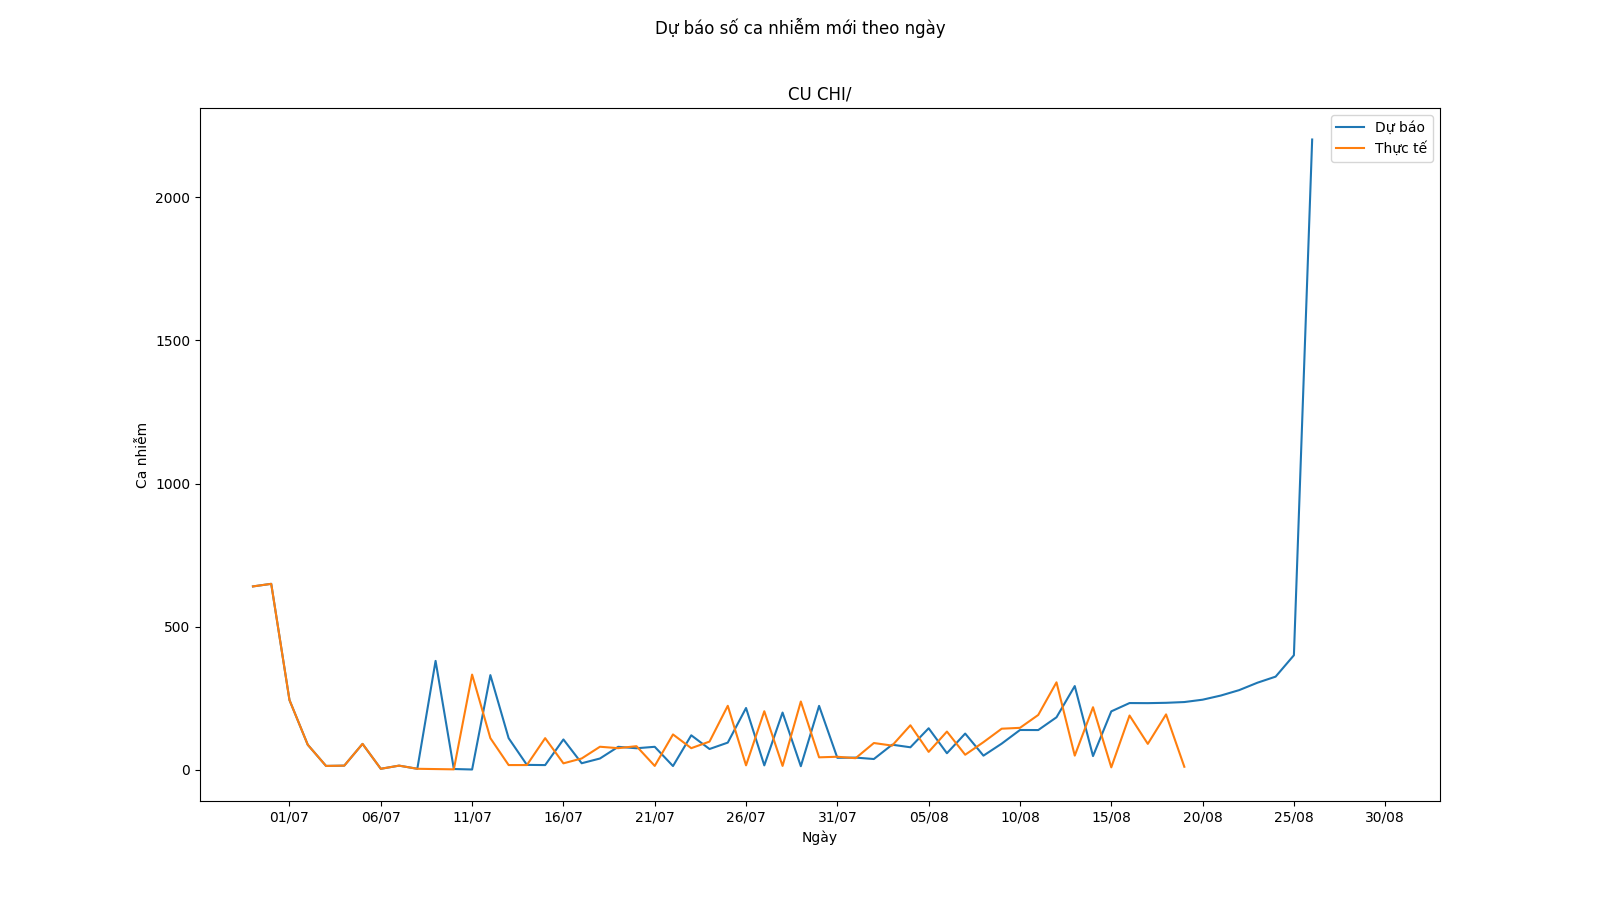 Dự báo số ca nhiễm mới theo ngày
CU CHI/
Dự báo
Thực tế
2000
1500
1000
500
0
Ca nhiễm
01/07 06/07 11/07 16/07 21/07 26/07 31/07 05/08 10/08 15/08 20/08 25/08 30/08
Ngày